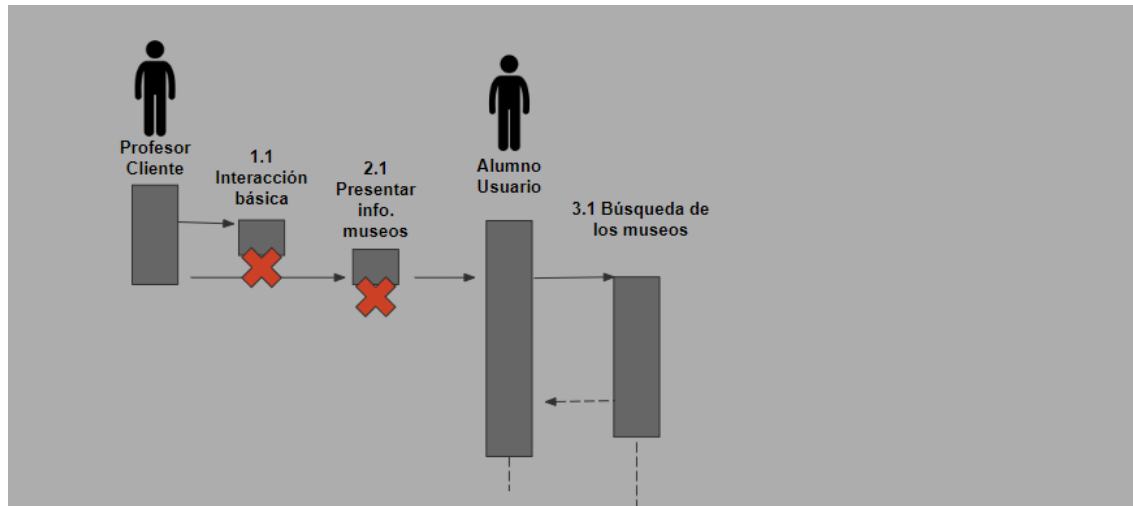 Profesor
Cliente
1.1
Interacción
básica
2.1
Presentar
info.
museos
Alumno
Usuario
3.1 Búsqueda de
los museos